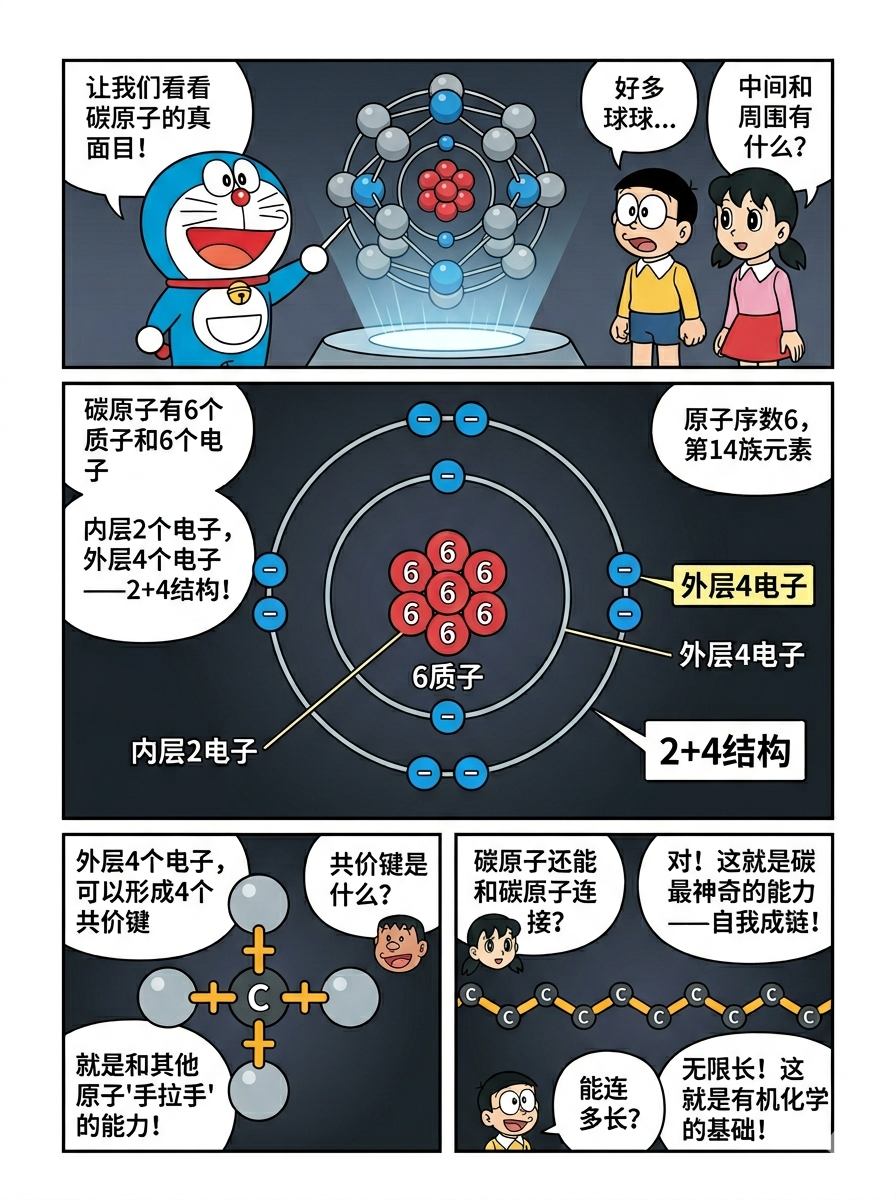 让我们看看
碳原子的真
面目！
好多
球球...
中间和
周围有
什么？
碳原子有6个
质子和6个电
子
内层2个电子，
外层4个电子
——2+4结构！
原子序数6，
第14族元素
6
6
6
6
6
6
6
6质子
外层4电子
外层4电子
内层2电子
2+4结构
外层4个电子，
可以形成4个
共价键
共价键是
什么？
C
就是和其他
原子'手拉手'
的能力！
碳原子还能
和碳原子连
接？
对！这就是碳
最神奇的能力
——自我成链！
C C C C C C C C C C
能连
多长？
无限长！这
就是有机化学
的基础！